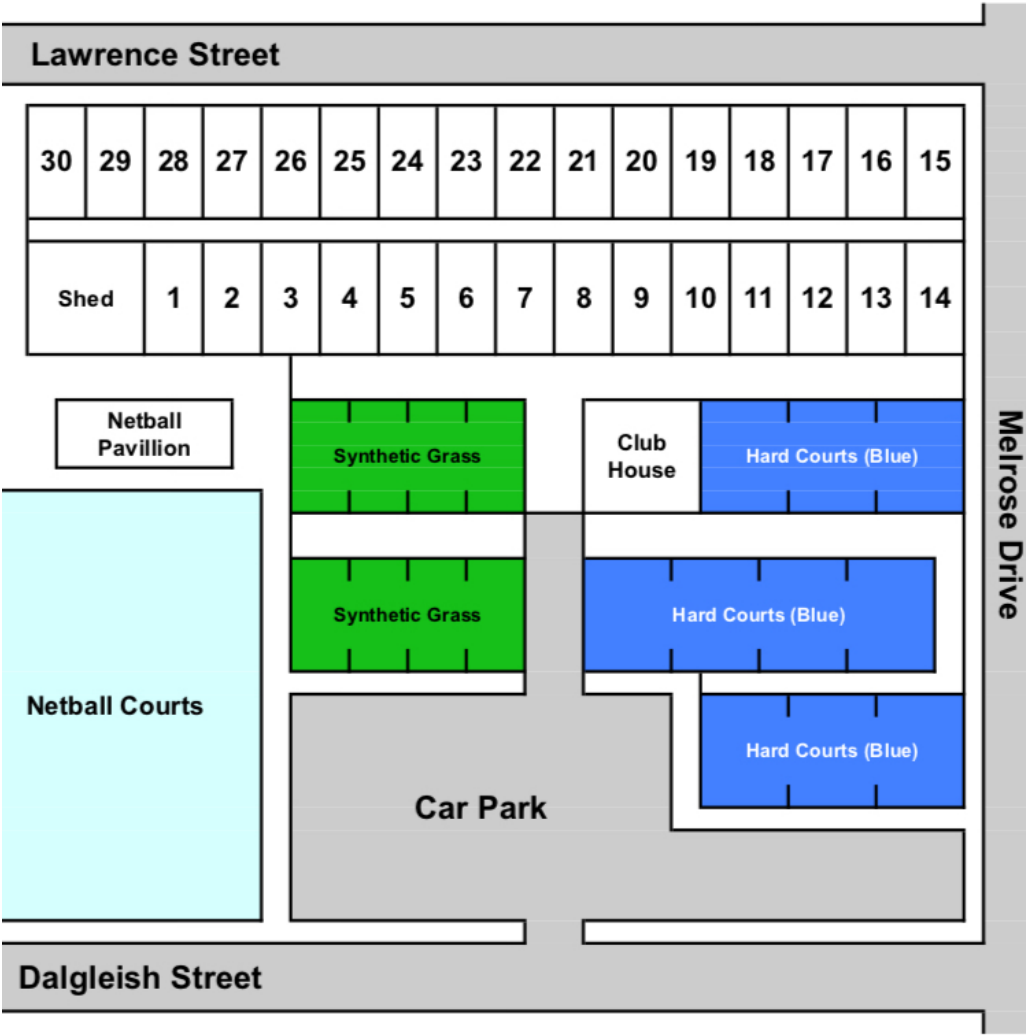 Lawrence Street
30 29 28 27 26 25 24 23 22 21 20 19 18 17 16 15
Shed 1 2 3 4 5 6 7 8 9 10 11 12 13 14
Netball
Pavillion
Synthetic Grass
Club
House
Hard Courts (Blue)
Melrose Drive
Synthetic Grass
Hard Courts (Blue)
Netball Courts
Hard Courts (Blue)
Car Park
Dalgleish Street